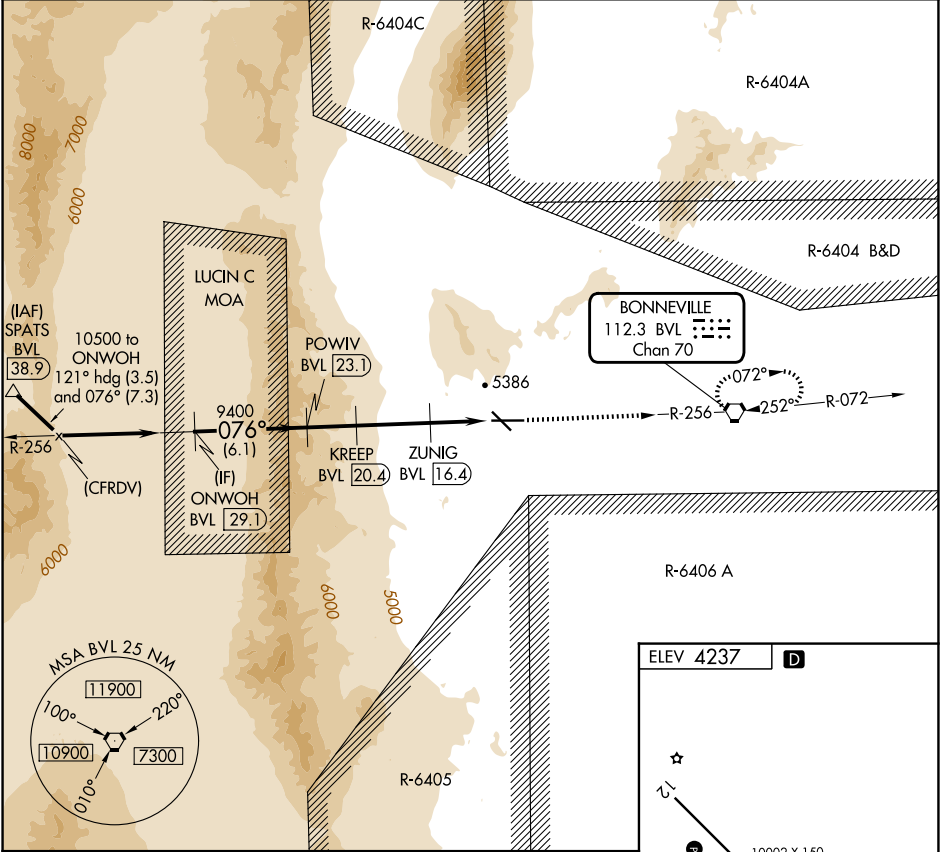 R-6404C
R-6404A
8000
7000
6000
R-6404 B&D
LUCIN C
MOA
(IAF)
SPATS
BVL
38.9
10500 to
ONWOH
121° hdg (3.5)
and 076° (7.3)
BONNEVILLE
112.3 BVL
Chan 70
POWIV
BVL 23.1
5386
072°
252°
R-072
R-256
9400
076°
(6.1)
R-256
KREEP
BVL 20.4
ZUNIG
BVL 16.4
(CFRDV)
(IF)
ONWOH
BVL 29.1
6000
6000
5000
R-6406 A
MSA BVL 25 NM
11900
100°
220°
10900
7300
010°
R-6405
ELEV 4237
D
12
P